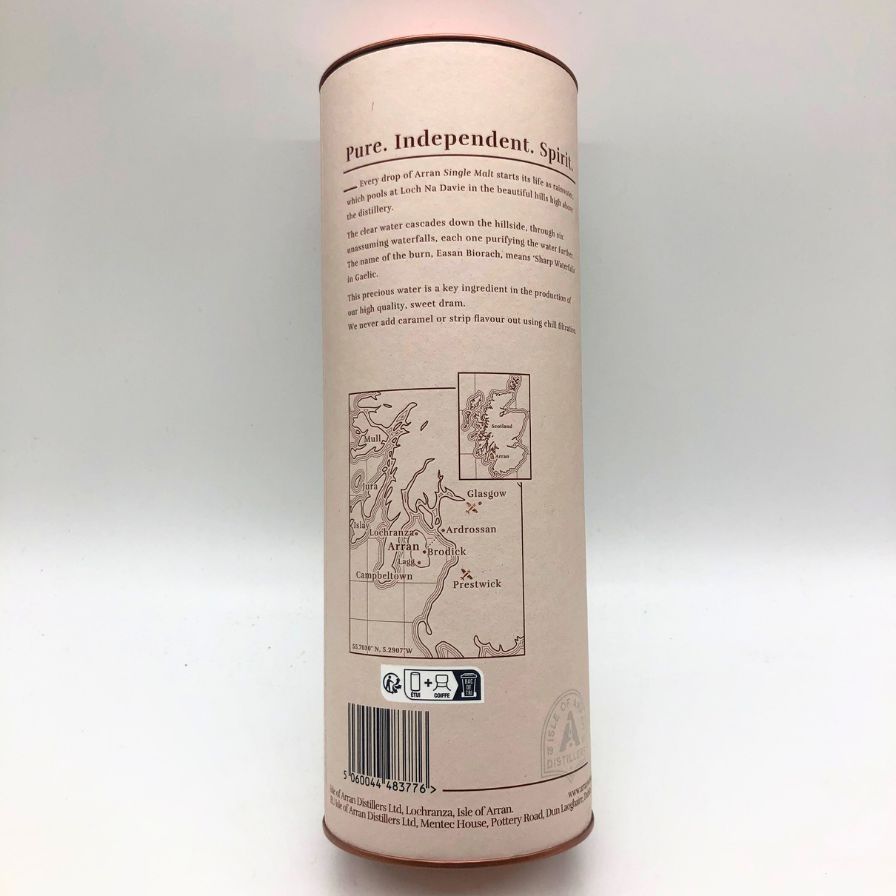 Pure. Independent. Spirit.
Every drop of Arran Single Malt starts its life as rainwater,
which pools at Loch Na Davie in the beautiful hills high above
the distillery.
The clear water cascades down the hillside, through six
unassuming waterfalls, each one purifying the water further.
The name of the burn, Easan Biorach, means 'Sharp Waterfalls'
in Gaelic.
This precious water is a key ingredient in the production of
our high quality, sweet dram.
We never add caramel or strip flavour out using chill filtration.
Scotland
Arran
Mull
Jura
Islay
Glasgow
Lochranza
Ardrossan
Arran
Brodick
Lagg
Campbeltown
Prestwick
N, 5.2907°W
ÉTUI
+
COIFFE
BAC
DE
TRI
ISLE OF
A
DISTILLERS
5 060044 483776 >
Isle of Arran Distillers Ltd, Lochranza, Isle of Arran.
EU: Isle of Arran Distillers Ltd, Mentec House, Pottery Road, Dun Laoghaire,